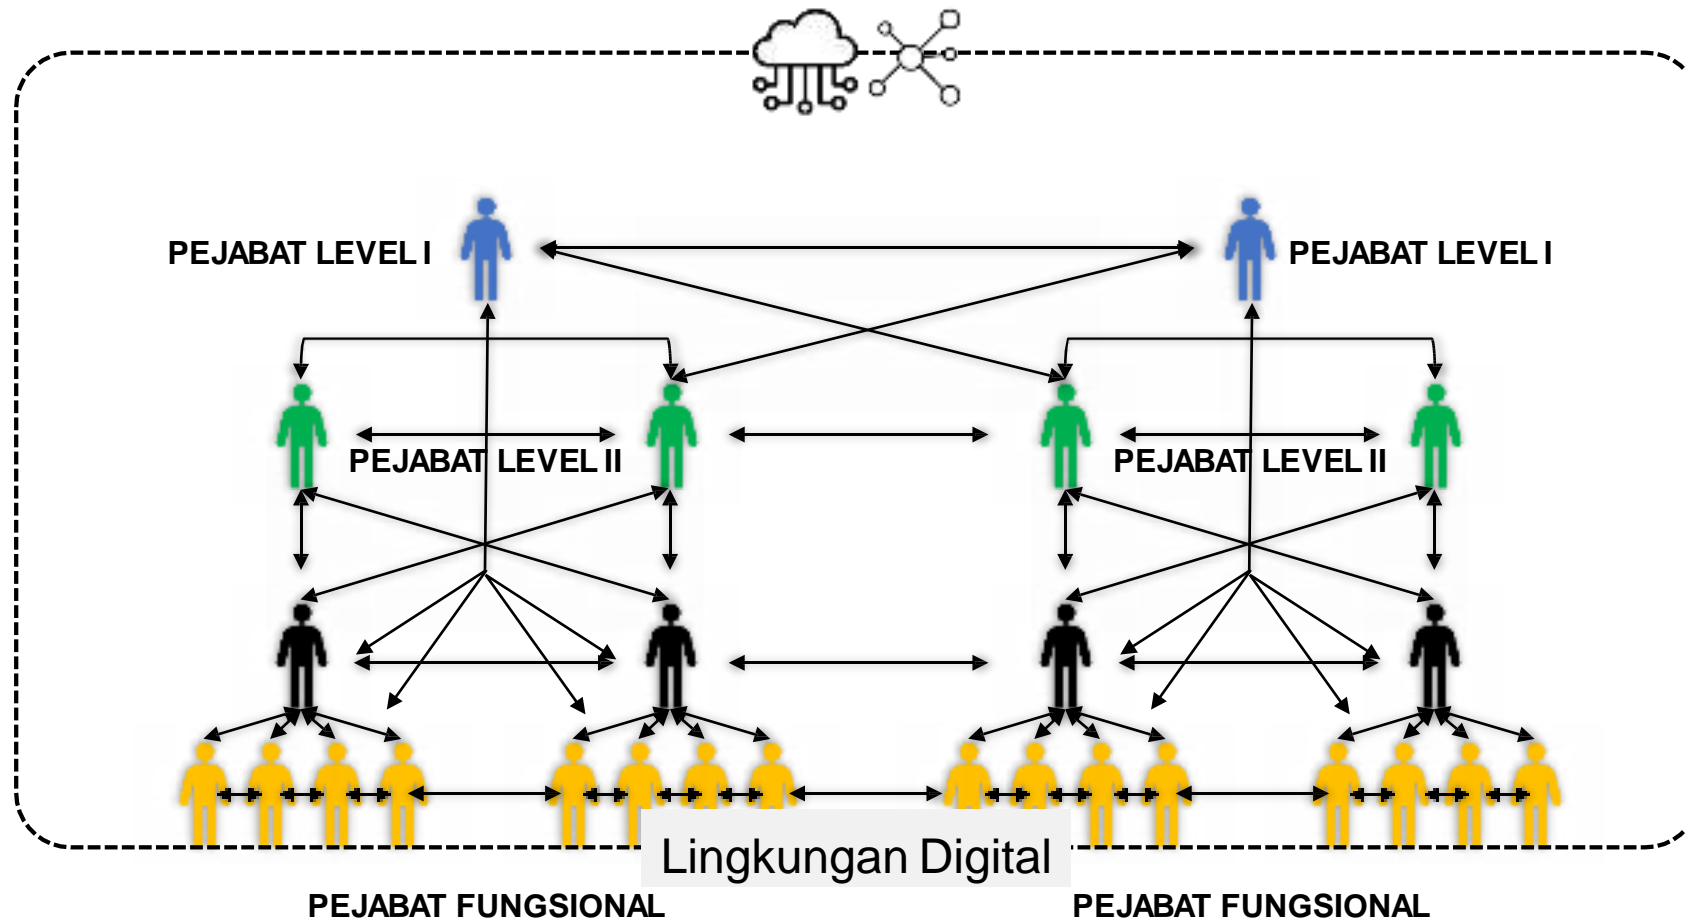 PEJABAT LEVEL I
PEJABAT LEVEL I
PEJABAT LEVEL II
PEJABAT LEVEL II
Lingkungan Digital
PEJABAT FUNGSIONAL
PEJABAT FUNGSIONAL